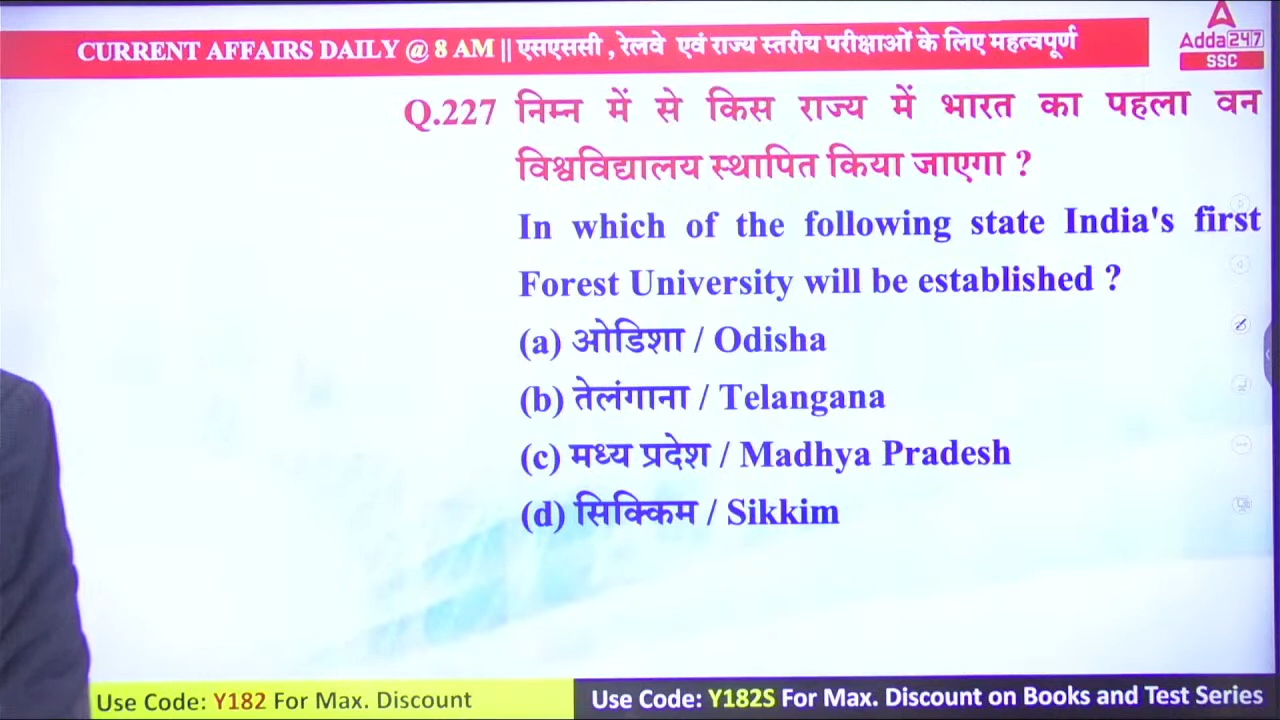 CURRENT AFFAIRS DAILY @ 8 AM || एसएससी , रेलवे एवं राज्य स्तरीय परीक्षाओं के लिए महत्वपूर्ण
Adda247
SSC
Q.227 निम्न में से किस राज्य में भारत का पहला वन
विश्वविद्यालय स्थापित किया जाएगा ?
In which of the following state India's first
Forest University will be established ?
(a) ओडिशा / Odisha
(b) तेलंगाना / Telangana
(c) मध्य प्रदेश / Madhya Pradesh
(d) सिक्किम / Sikkim
Use Code: Y182 For Max. Discount
Use Code: Y182S For Max. Discount on Books and Test Series